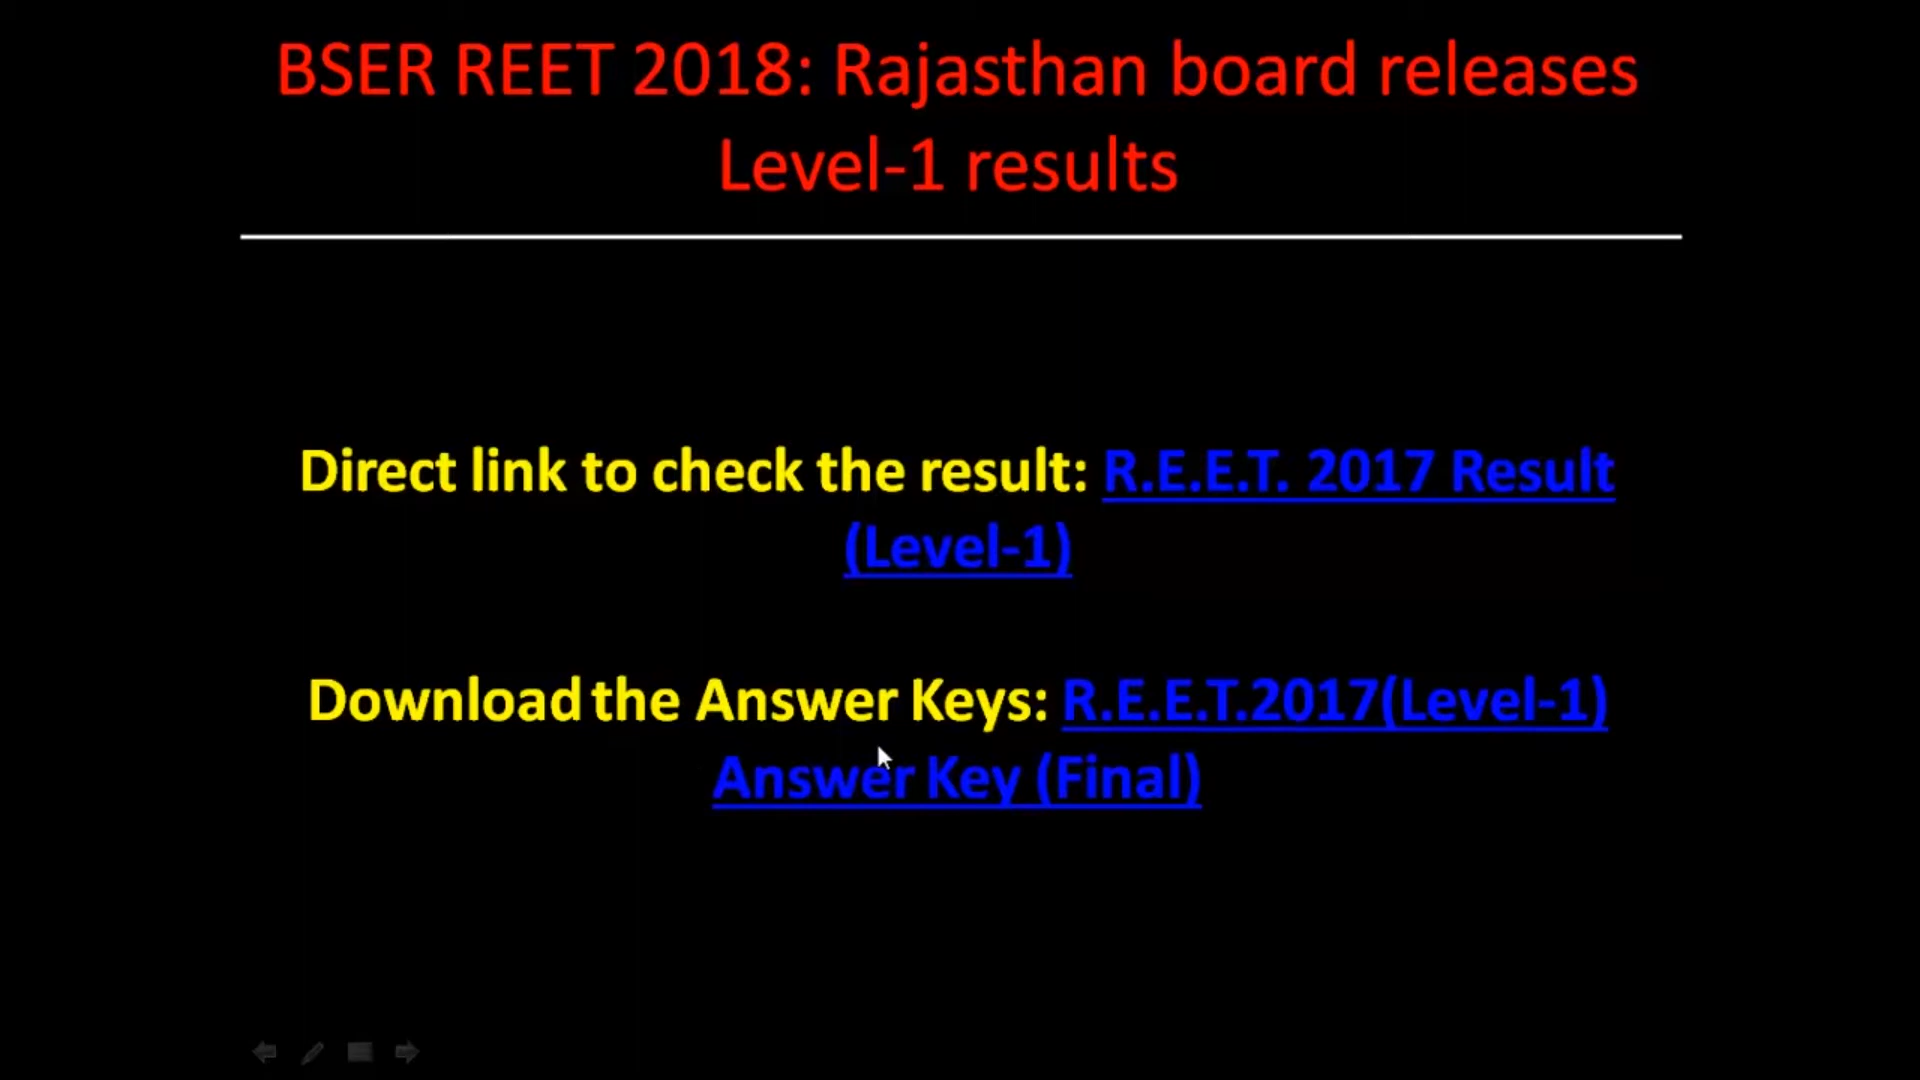 BSER REET 2018: Rajasthan board releases
Level-1 results
Direct link to check the result: R.E.E.T. 2017 Result
(Level-1)
Download the Answer Keys: R.E.E.T.2017(Level-1)
Answer Key (Final)